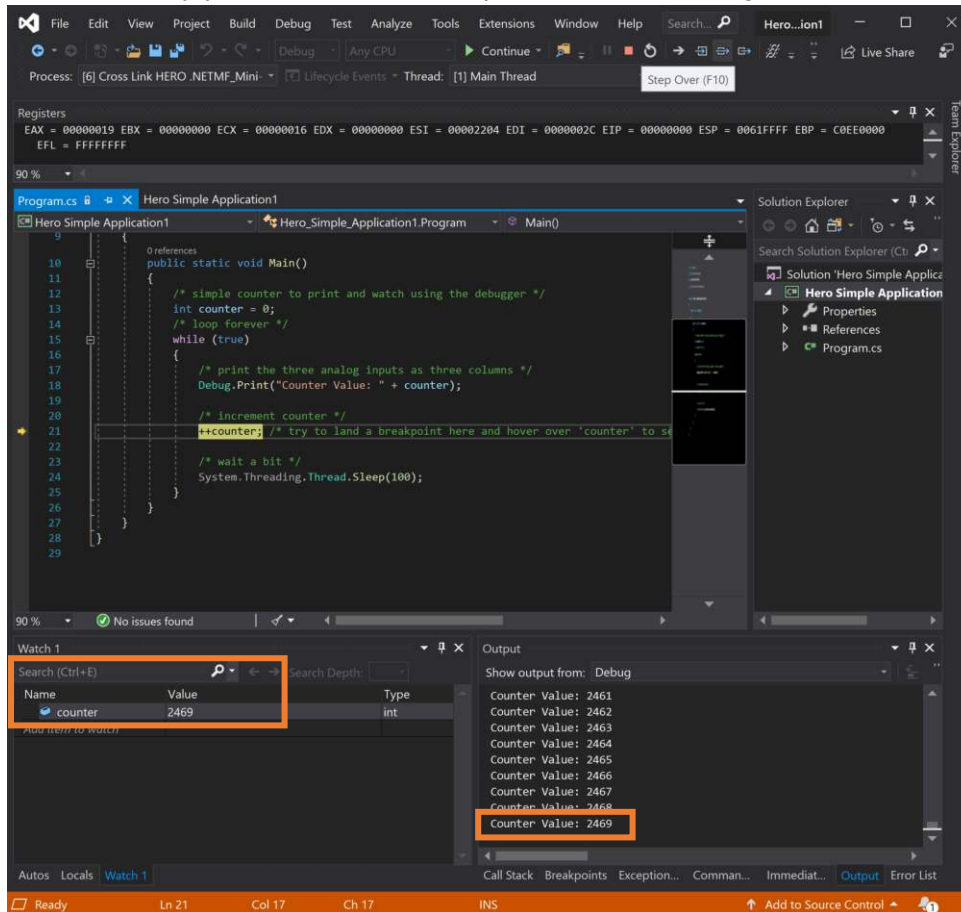 File Edit View Project Build Debug Test Analyze Tools Extensions Window Help Search... Hero...ion1
Debug Any CPU Continue Live Share
Process: [6] Cross Link HERO .NETMF_Mini- Lifecycle Events Thread: [1] Main Thread
Step Over (F10)
Team Explorer
Registers
EAX = 00000019 EBX = 00000000 ECX = 00000016 EDX = 00000000 ESI = 00002204 EDI = 0000002C EIP = 00000000 ESP = 0061FFFF EBP = C0EE0000
EFL = FFFFFFFF
90 %
Program.cs Hero Simple Application1
Hero Simple Application1 Hero_Simple_Application1.Program Main()
9 {
0 references
10 public static void Main()
11 {
12 /* simple counter to print and watch using the debugger */
13 int counter = 0;
14 /* loop forever */
15 while (true)
16 {
17 /* print the three analog inputs as three columns */
18 Debug.Print("Counter Value: " + counter);
19
20 /* increment counter */
21 ++counter; /* try to land a breakpoint here and hover over 'counter' to se
22
23 /* wait a bit */
24 System.Threading.Thread.Sleep(100);
25 }
26 }
27 }
28 }
29
90 % No issues found
Solution Explorer
Search Solution Explorer (Ct
Solution 'Hero Simple Applica
Hero Simple Application
Properties
References
Program.cs
Watch 1
Search (Ctrl+E) Search Depth:
Name Value Type
counter 2469 int
Add item to watch
Output
Show output from: Debug
Counter Value: 2461
Counter Value: 2462
Counter Value: 2463
Counter Value: 2464
Counter Value: 2465
Counter Value: 2466
Counter Value: 2467
Counter Value: 2468
Counter Value: 2469
Autos Locals Watch 1
Call Stack Breakpoints Exception... Comman... Immediat... Output Error List
Ready Ln 21 Col 17 Ch 17 INS Add to Source Control 1